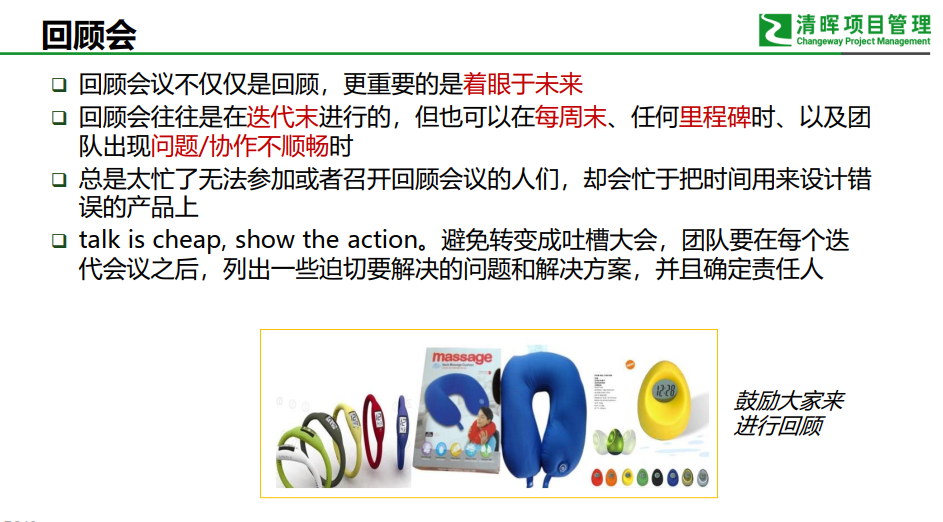 回顾会
清晖项目管理
Changeway Project Management
❑ 回顾会议不仅仅是回顾，更重要的是着眼于未来
❑ 回顾会往往是在迭代末进行的，但也可以在每周末、任何里程碑时、以及团
队出现问题/协作不顺畅时
❑ 总是太忙了无法参加或者召开回顾会议的人们，却会忙于把时间用来设计错
误的产品上
❑ talk is cheap, show the action。避免转变成吐槽大会，团队要在每个迭
代会议之后，列出一些迫切要解决的问题和解决方案，并且确定责任人
massage
12:28
鼓励大家来
进行回顾